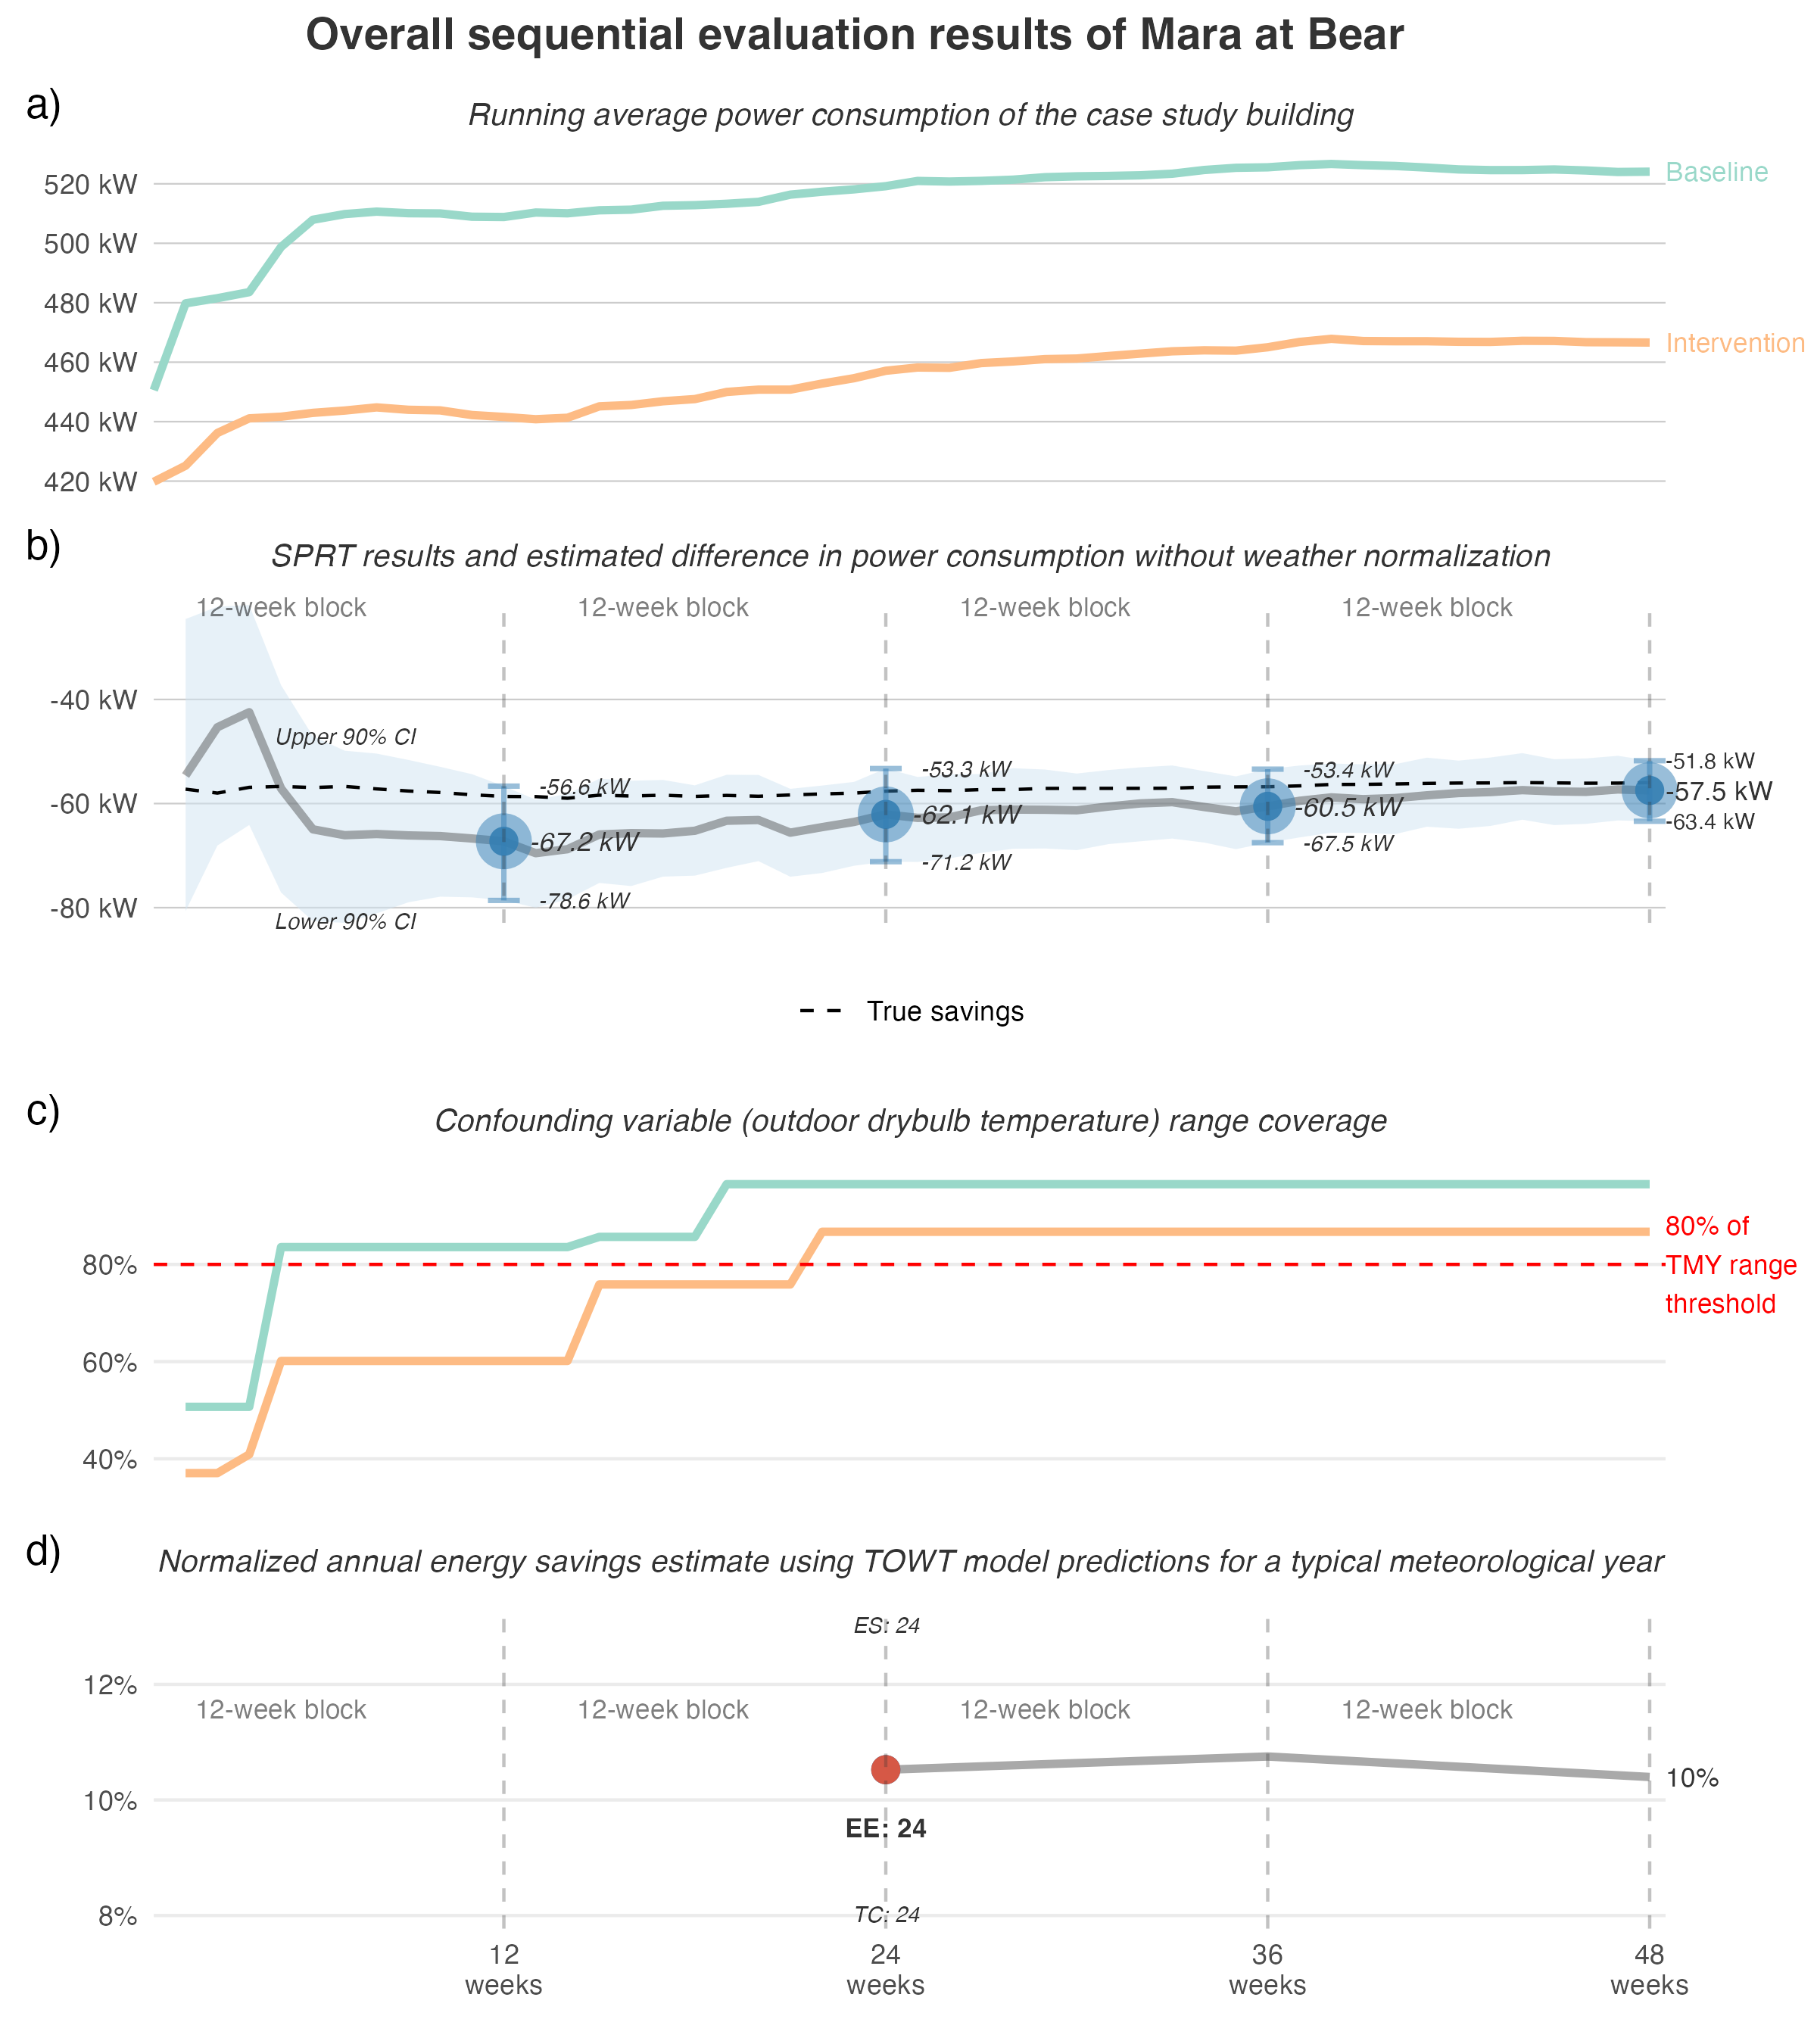 Overall sequential evaluation results of Mara at Bear
a)
Running average power consumption of the case study building
520 kW
500 kW
480 kW
460 kW
440 kW
420 kW
Baseline
Intervention
b)
SPRT results and estimated difference in power consumption without weather normalization
12-week block
12-week block
12-week block
12-week block
-40 kW
-60 kW
-80 kW
Upper 90% CI
Lower 90% CI
-56.6 kW
-67.2 kW
-78.6 kW
-53.3 kW
-62.1 kW
-71.2 kW
-53.4 kW
-60.5 kW
-67.5 kW
-51.8 kW
-57.5 kW
-63.4 kW
True savings
c)
Confounding variable (outdoor drybulb temperature) range coverage
80%
60%
40%
80% of
TMY range
threshold
d)
Normalized annual energy savings estimate using TOWT model predictions for a typical meteorological year
ES: 24
12%
12-week block
12-week block
12-week block
12-week block
10%
10%
EE: 24
8%
TC: 24
12
weeks
24
weeks
36
weeks
48
weeks